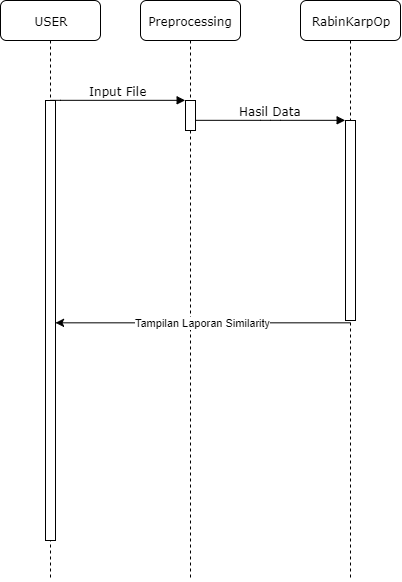 USER
Preprocessing
RabinKarpOp
Input File
Hasil Data
Tampilan Laporan Similarity